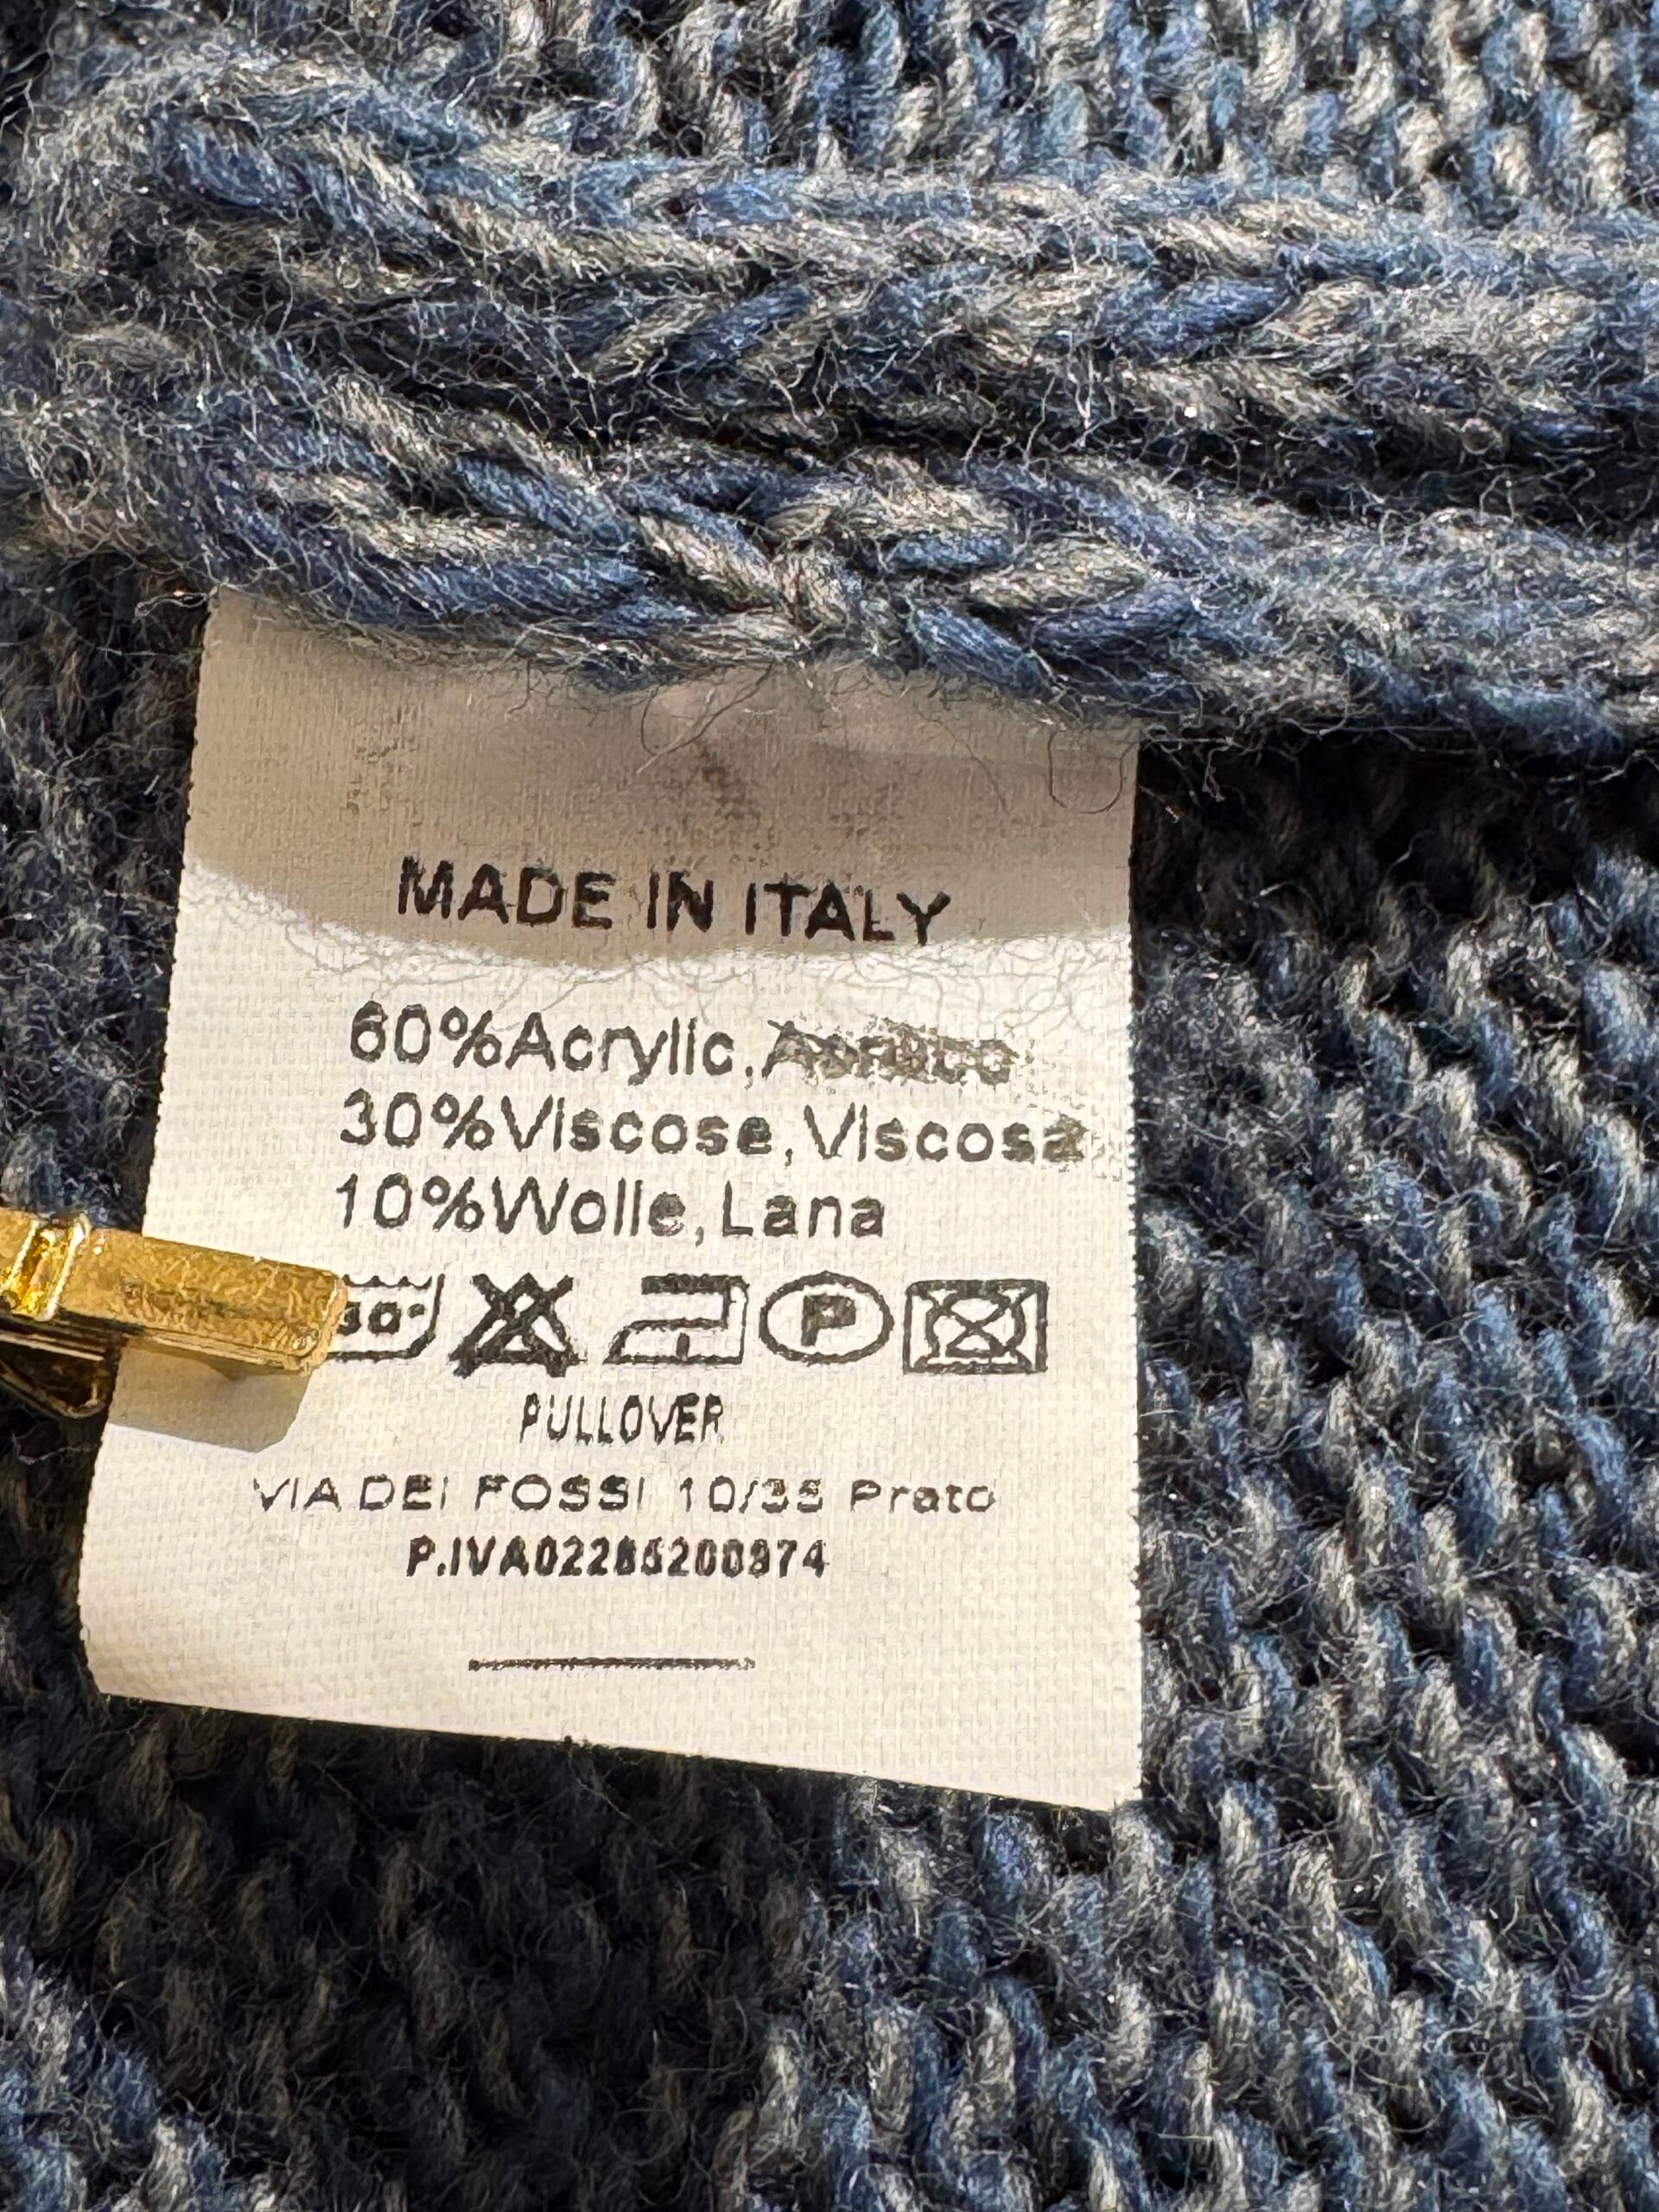 MADE IN ITALY
60%Acrylic,
30%Viscose,Viscosa
10%Wolle,Lana
P
PULLOVER
VIA DEI FOSSI 10/35 Prato